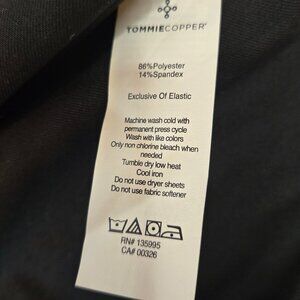 TOMMIECOPPER
86%Polyester
14%Spandex
Exclusive Of Elastic
Machine wash cold with
permanent press cycle
Wash with like colors
Only non chlorine bleach when
needed
Tumble dry low heat
Cool iron
Do not use dryer sheets
Do not use fabric softener
RN# 135995
CA# 00326